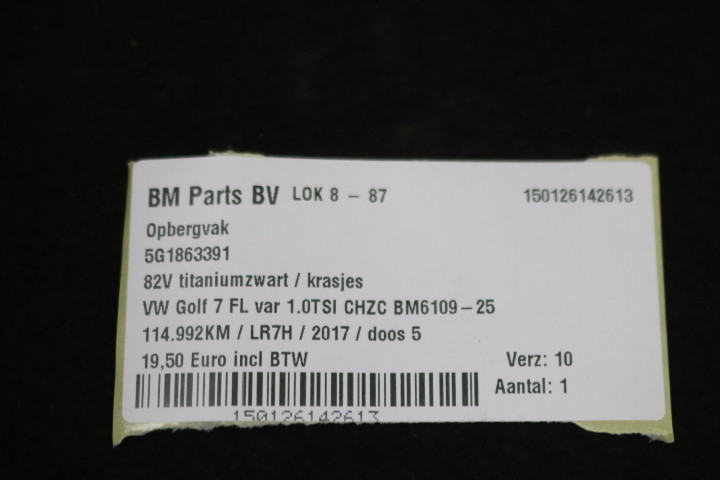 BM Parts BV LOK 8 - 87 150126142613
Opbergvak
5G1863391
82V titaniumzwart / krasjes
VW Golf 7 FL var 1.0TSI CHZC BM6109-25
114.992KM / LR7H / 2017 / doos 5
19,50 Euro incl BTW Verz: 10
Aantal: 1
150126142613